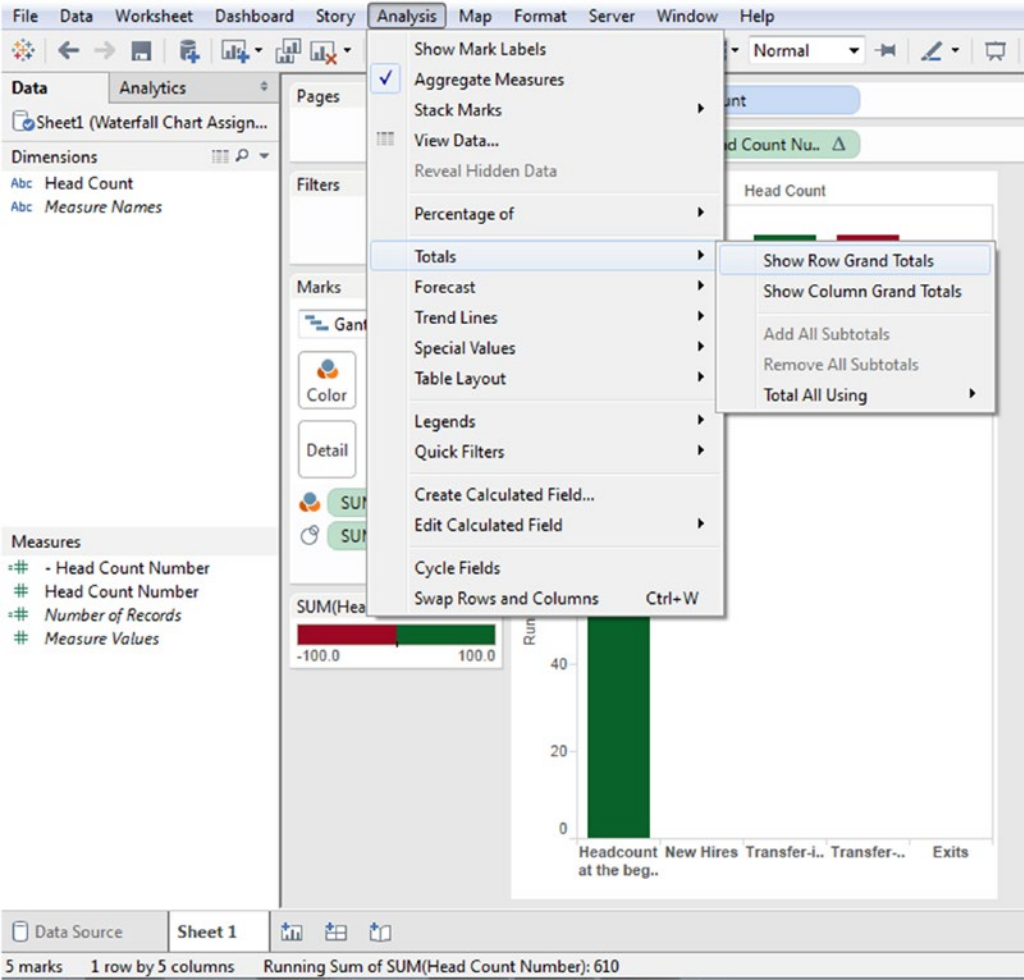 File Data Worksheet Dashboard Story Analysis Map Format Server Window Help
Normal
Data Analytics
Sheet1 (Waterfall Chart Assign...
Dimensions
Abc Head Count
Abc Measure Names
Measures
- Head Count Number
Head Count Number
Number of Records
Measure Values
Pages
Filters
Marks
Gant
Color
Detail
SUM(Hea
-100.0 100.0
Show Mark Labels
Aggregate Measures
Stack Marks
View Data...
Reveal Hidden Data
Percentage of
Totals
Forecast
Trend Lines
Special Values
Table Layout
Legends
Quick Filters
Create Calculated Field...
Edit Calculated Field
Cycle Fields
Swap Rows and Columns Ctrl+W
Show Row Grand Totals
Show Column Grand Totals
Add All Subtotals
Remove All Subtotals
Total All Using
d Count Nu..
Head Count
Run
40
20
0
Headcount at the beg..
New Hires
Transfer-i..
Transfer-..
Exits
Data Source Sheet 1
5 marks 1 row by 5 columns Running Sum of SUM(Head Count Number): 610